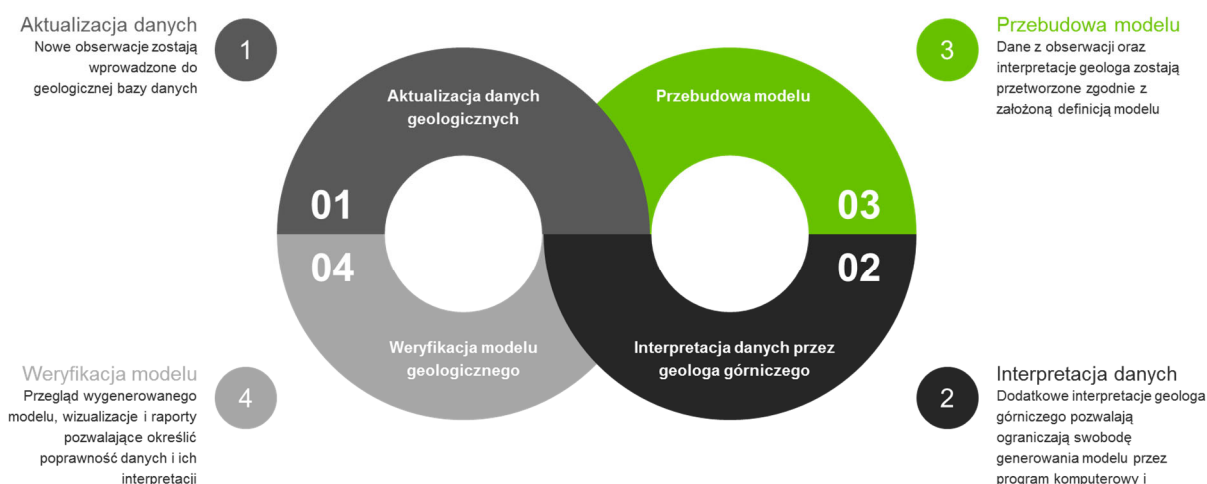 Aktualizacja danych
Nowe obserwacje zostają
wprowadzone do
geologicznej bazy danych
1
Aktualizacja danych
geologicznych
01
Przebudowa modelu
03
3
Przebudowa modelu
Dane z obserwacji oraz
interpretacje geologa zostają
przetworzone zgodnie z
założoną definicją modelu
04
Weryfikacja modelu
geologicznego
02
Interpretacja danych przez
geologa górniczego
Weryfikacja modelu
Przegląd wygenerowanego
modelu, wizualizacje i raporty
pozwalające określić
poprawność danych i ich
interpretacji
4
2
Interpretacja danych
Dodatkowe interpretacje geologa
górniczego pozwalają
ograniczają swobodę
generowania modelu przez
program komputerowy i